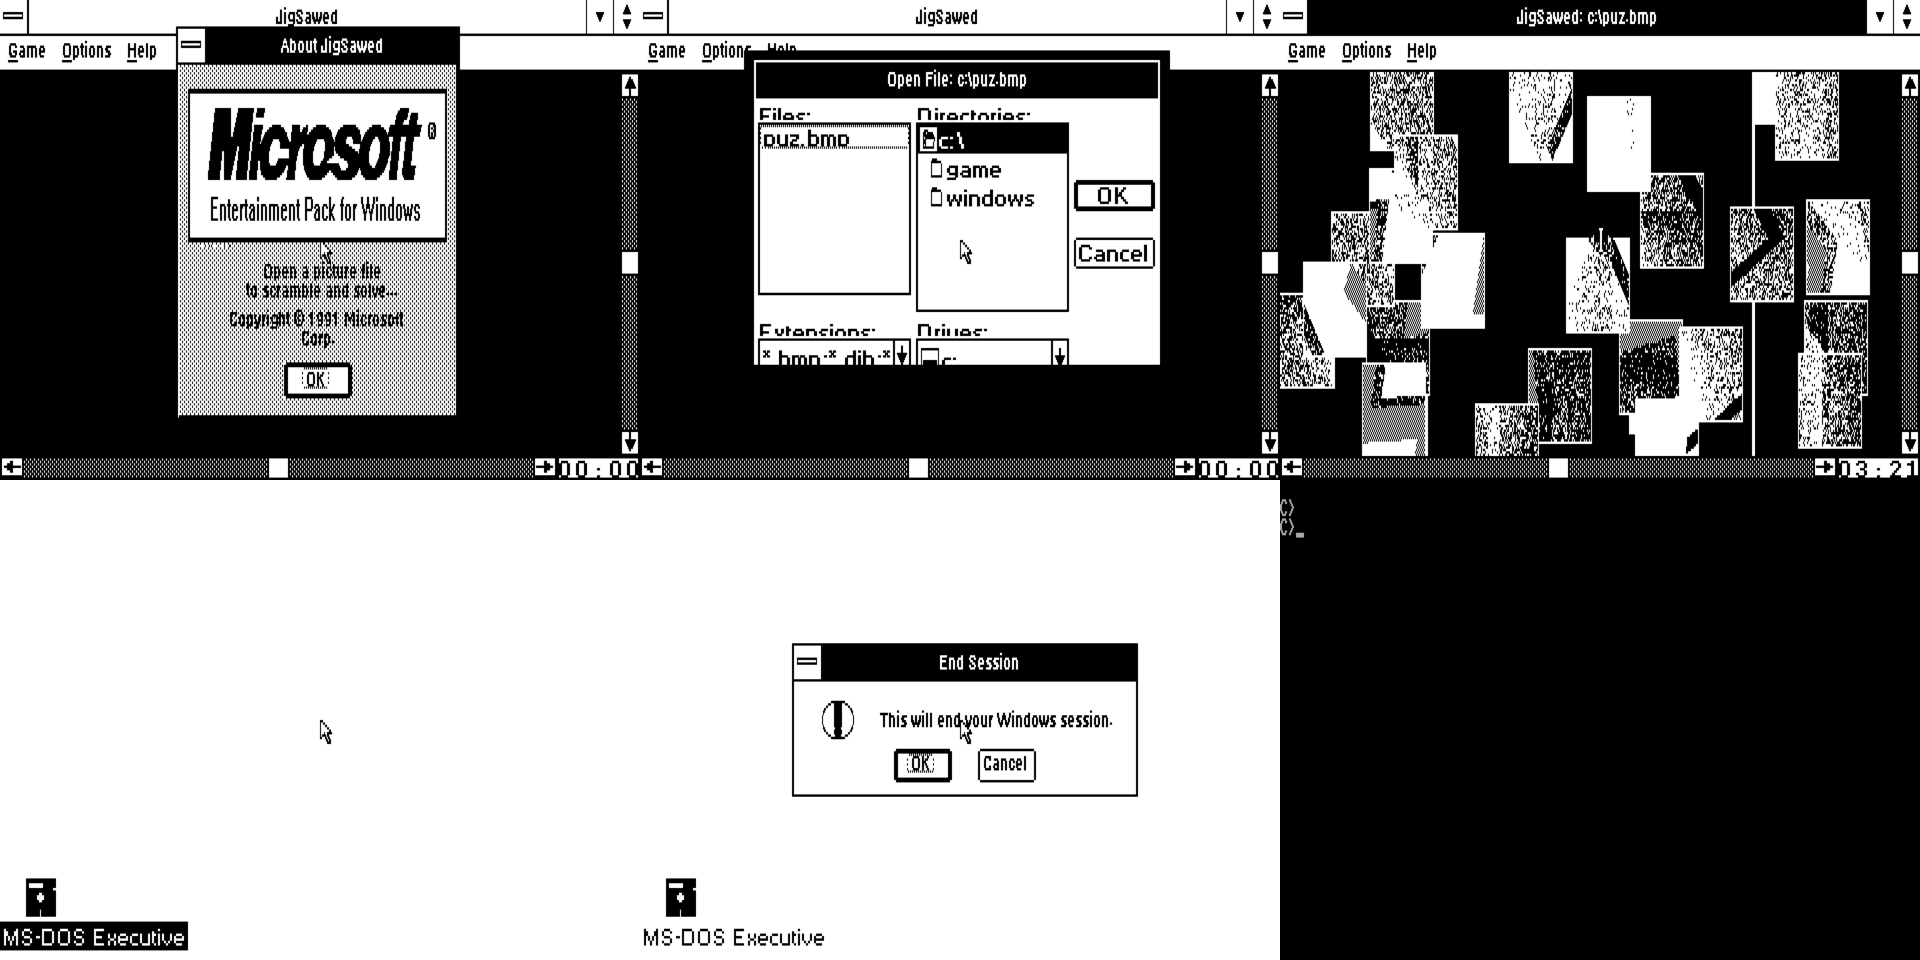 JigSawed
Game Options Help
About JigSawed
Microsoft®
Entertainment Pack for Windows
Open a picture file
to scramble and solve...
Copyright © 1991 Microsoft
Corp.
OK
00:00
JigSawed
Game Options Help
Open File: c:\puz.bmp
Files:
Directories:
puz.bmp
c:\
game
windows
OK
Cancel
Extensions:
Drives:
*.bmp;*.dib;*
c:
00:00
JigSawed: c:\puz.bmp
Game Options Help
03:21
MS-DOS Executive
End Session
This will end your Windows session.
OK Cancel
MS-DOS Executive
C>
C>_